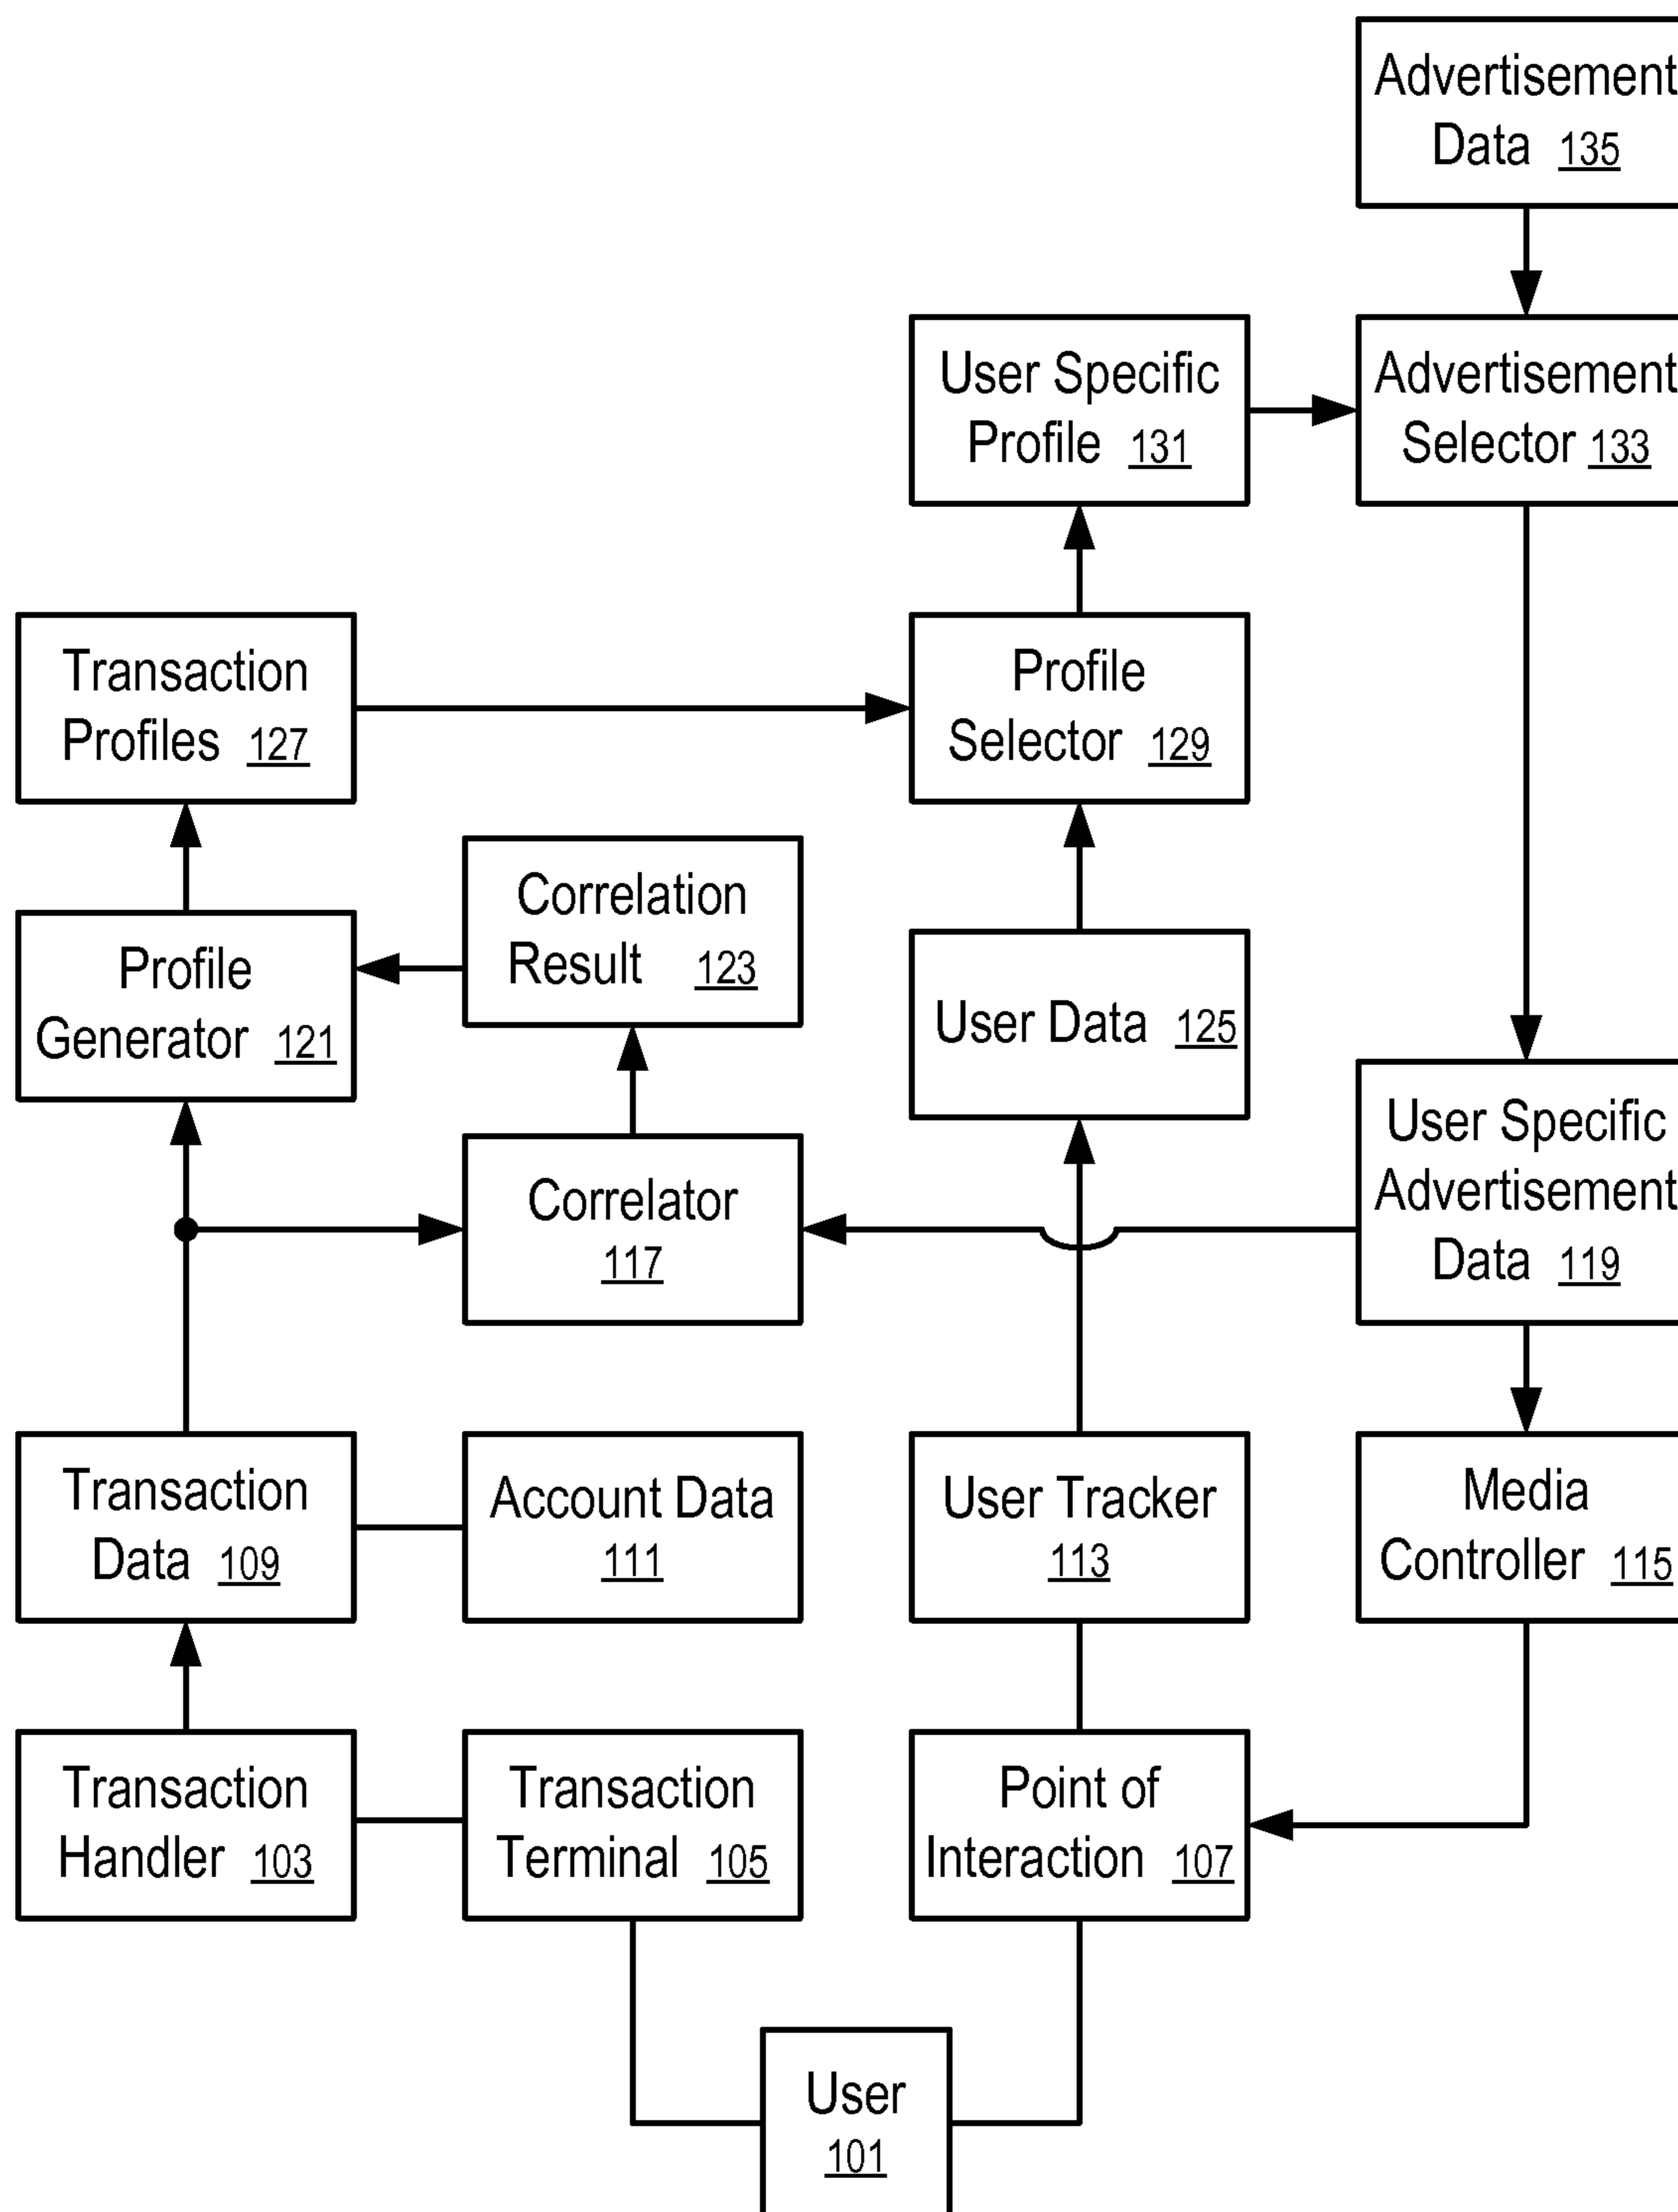 Advertisement
Data 135
User Specific
Profile 131
Advertisement
Selector 133
Transaction
Profiles 127
Profile
Selector 129
Correlation
Result 123
Profile
Generator 121
User Data 125
User Specific
Advertisement
Data 119
Correlator
117
Transaction
Data 109
Account Data
111
User Tracker
113
Media
Controller 115
Transaction
Handler 103
Transaction
Terminal 105
Point of
Interaction 107
User
101